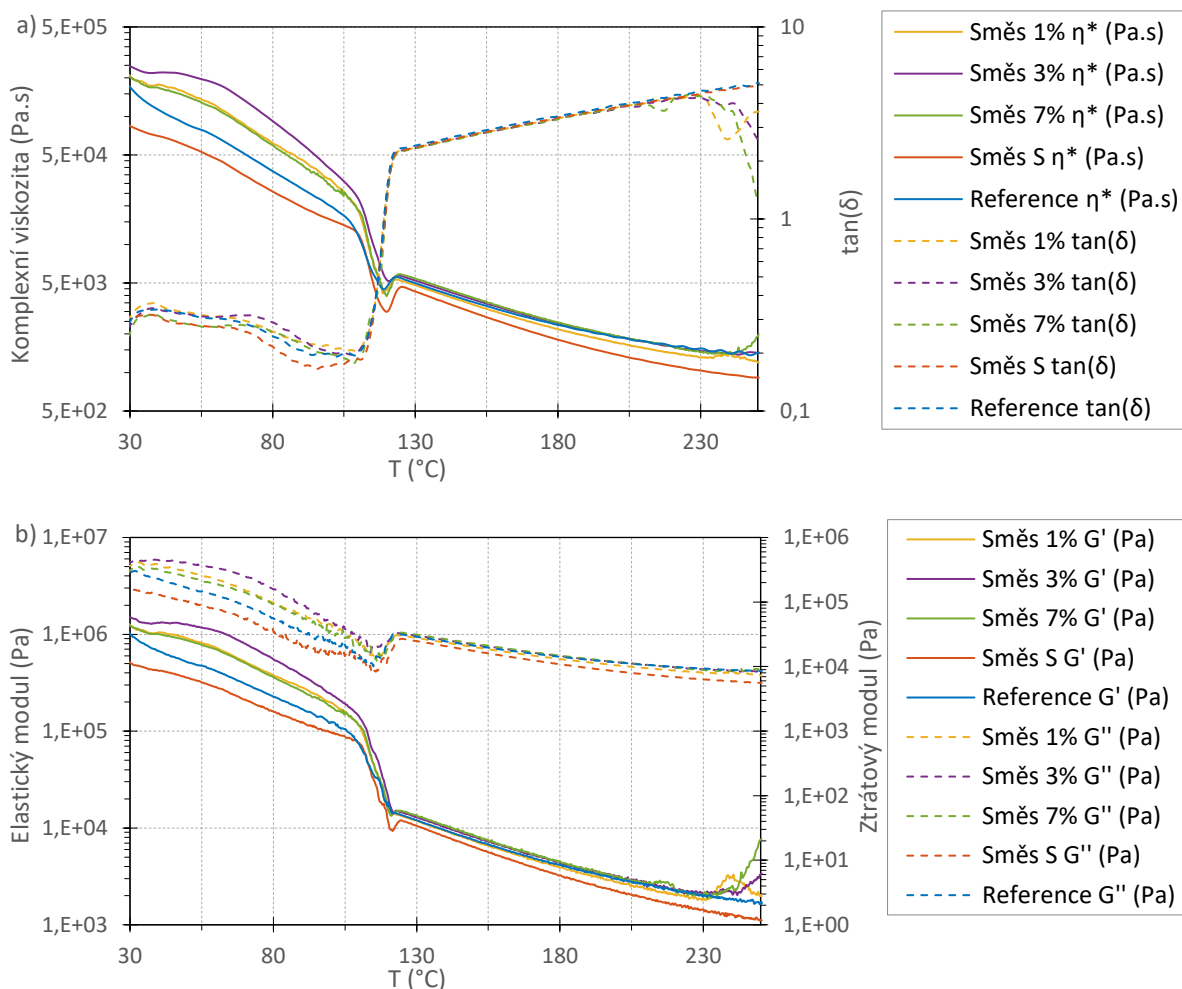 a)
5,E+05
5,E+04
5,E+03
5,E+02
Komplexní viskozita (Pa.s)
30
80
130
180
230
T (°C)
10
1
0,1
tan(δ)
Směs 1% η* (Pa.s)
Směs 3% η* (Pa.s)
Směs 7% η* (Pa.s)
Směs S η* (Pa.s)
Reference η* (Pa.s)
Směs 1% tan(δ)
Směs 3% tan(δ)
Směs 7% tan(δ)
Směs S tan(δ)
Reference tan(δ)
b)
1,E+07
1,E+06
1,E+05
1,E+04
1,E+03
Elastický modul (Pa)
30
80
130
180
230
T (°C)
1,E+06
1,E+05
1,E+04
1,E+03
1,E+02
1,E+01
1,E+00
Ztrátový modul (Pa)
Směs 1% G' (Pa)
Směs 3% G' (Pa)
Směs 7% G' (Pa)
Směs S G' (Pa)
Reference G' (Pa)
Směs 1% G'' (Pa)
Směs 3% G'' (Pa)
Směs 7% G'' (Pa)
Směs S G'' (Pa)
Reference G'' (Pa)